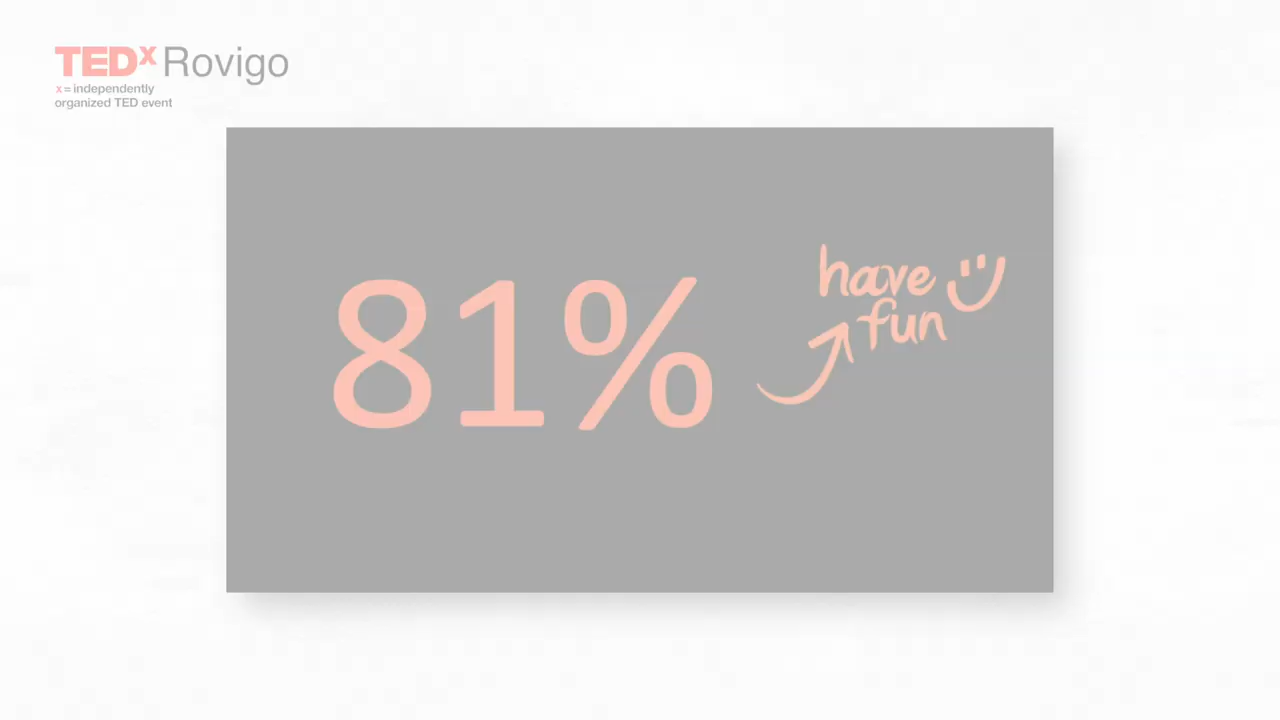 TEDx Rovigo
x = independently
organized TED event
81%
have
fun